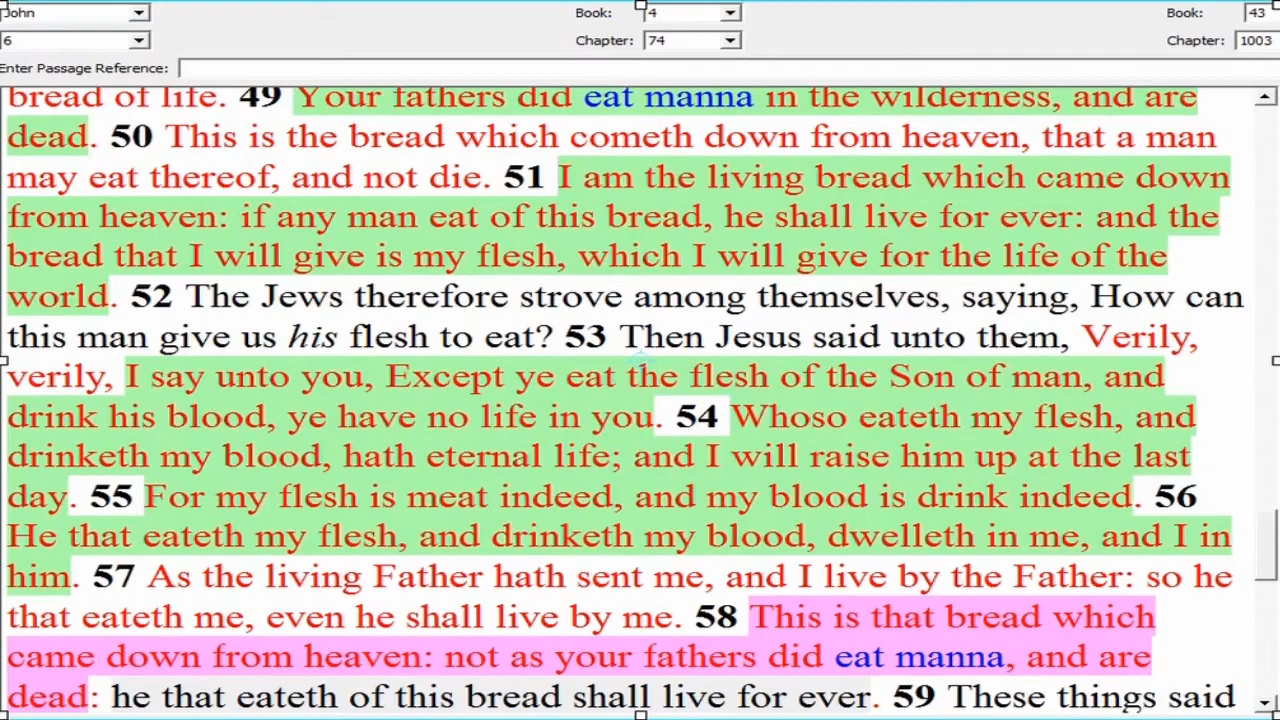 John Book: 4 Book: 43
6 Chapter: 74 Chapter: 1003
Enter Passage Reference:
bread of life. 49 Your fathers did eat manna in the wilderness, and are
dead. 50 This is the bread which cometh down from heaven, that a man
may eat thereof, and not die. 51 I am the living bread which came down
from heaven: if any man eat of this bread, he shall live for ever: and the
bread that I will give is my flesh, which I will give for the life of the
world. 52 The Jews therefore strove among themselves, saying, How can
this man give us his flesh to eat? 53 Then Jesus said unto them, Verily,
verily, I say unto you, Except ye eat the flesh of the Son of man, and
drink his blood, ye have no life in you. 54 Whoso eateth my flesh, and
drinketh my blood, hath eternal life; and I will raise him up at the last
day. 55 For my flesh is meat indeed, and my blood is drink indeed. 56
He that eateth my flesh, and drinketh my blood, dwelleth in me, and I in
him. 57 As the living Father hath sent me, and I live by the Father: so he
that eateth me, even he shall live by me. 58 This is that bread which
came down from heaven: not as your fathers did eat manna, and are
dead: he that eateth of this bread shall live for ever. 59 These things said